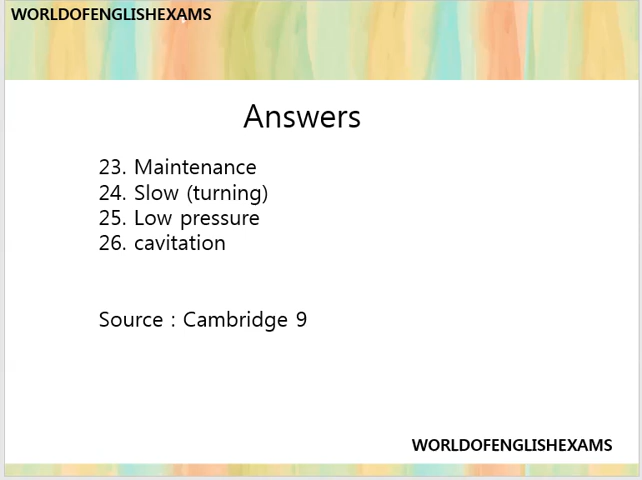 WORLDOFENGLISHEXAMS
Answers
23. Maintenance
24. Slow (turning)
25. Low pressure
26. cavitation
Source : Cambridge 9
WORLDOFENGLISHEXAMS